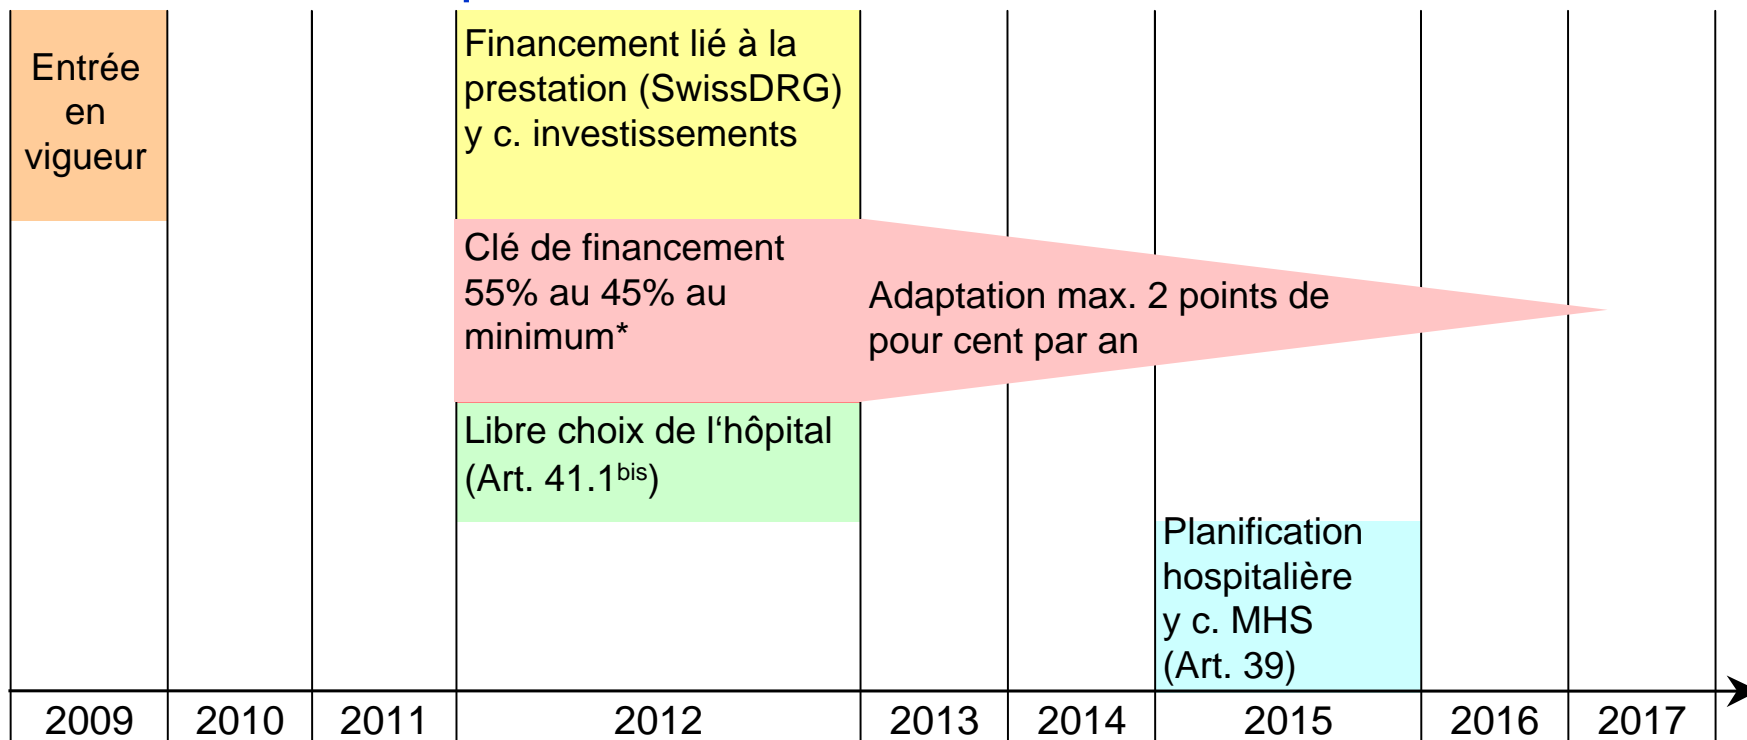 Entrée
en
vigueur
Financement lié à la
prestation (SwissDRG)
y c. investissements
Clé de financement
55% au 45% au
minimum*
Adaptation max. 2 points de
pour cent par an
Libre choix de l‘hôpital
(Art. 41.1bis)
Planification
hospitalière
y c. MHS
(Art. 39)
2009 2010 2011 2012 2013 2014 2015 2016 2017